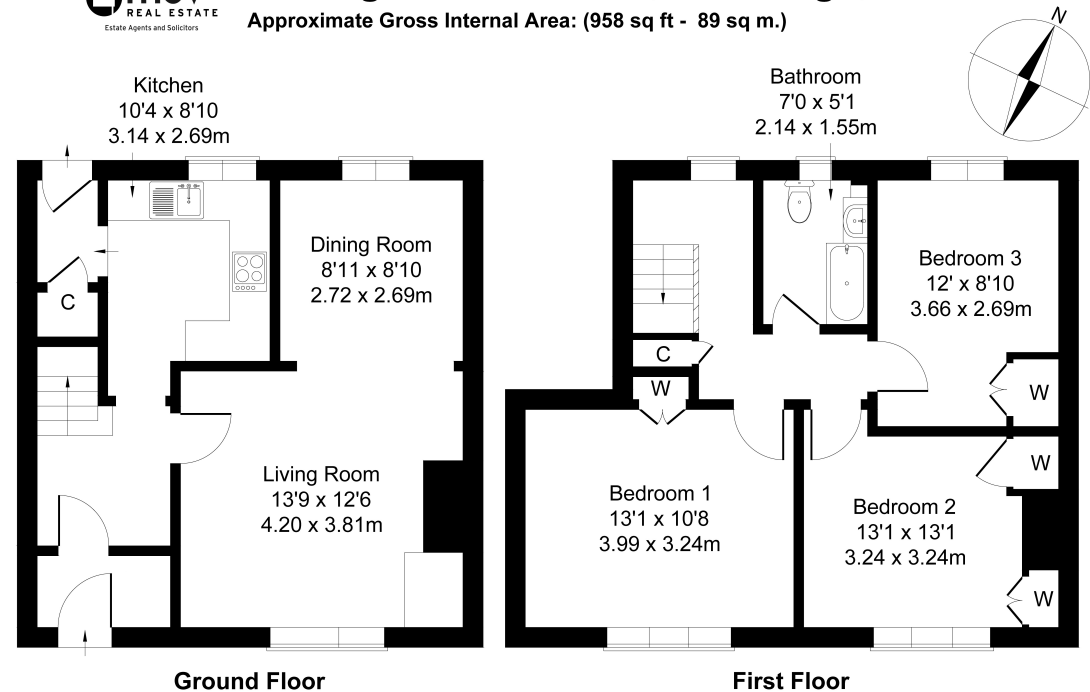 REAL ESTATE
Estate Agents and Solicitors
Approximate Gross Internal Area: (958 sq ft - 89 sq m.)
N
Kitchen
10'4 x 8'10
3.14 x 2.69m
Bathroom
7'0 x 5'1
2.14 x 1.55m
Dining Room
8'11 x 8'10
2.72 x 2.69m
C
Bedroom 3
12' x 8'10
3.66 x 2.69m
C
W
W
W
Living Room
13'9 x 12'6
4.20 x 3.81m
Bedroom 1
13'1 x 10'8
3.99 x 3.24m
Bedroom 2
13'1 x 13'1
3.24 x 3.24m
W
Ground Floor
First Floor